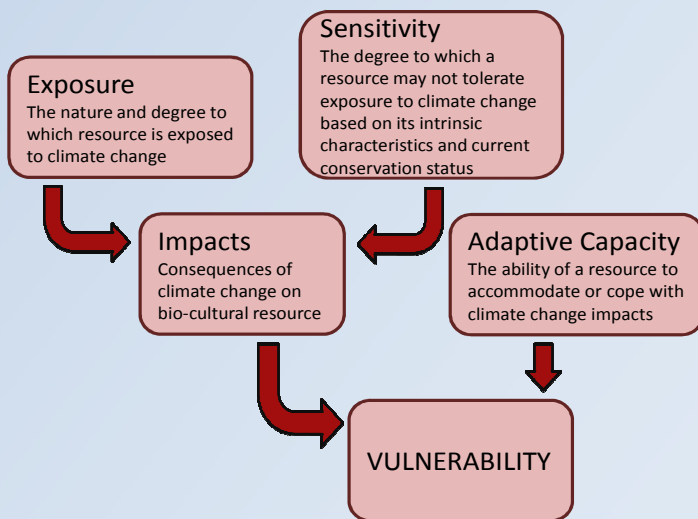 Exposure
The nature and degree to
which resource is exposed
to climate change
Sensitivity
The degree to which a
resource may not tolerate
exposure to climate change
based on its intrinsic
characteristics and current
conservation status
Impacts
Consequences of
climate change on
bio-cultural resource
Adaptive Capacity
The ability of a resource to
accommodate or cope with
climate change impacts
VULNERABILITY